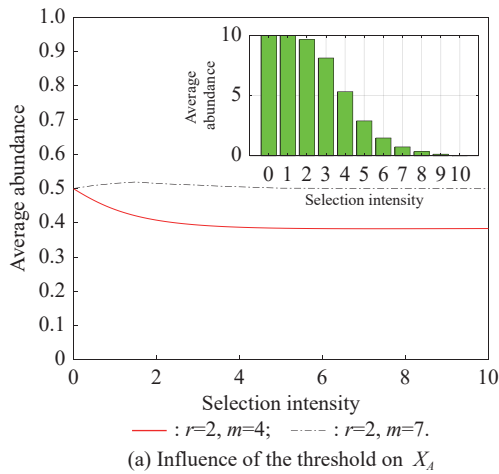 1.0
0.9
0.8
0.7
0.6
0.5
0.4
0.3
0.2
0.1
0
Average abundance
0 2 4 6 8 10
Selection intensity
10
5
0
Average
abundance
0 1 2 3 4 5 6 7 8 9 10
Selection intensity
: r=2, m=4; : r=2, m=7.
(a) Influence of the threshold on X_A